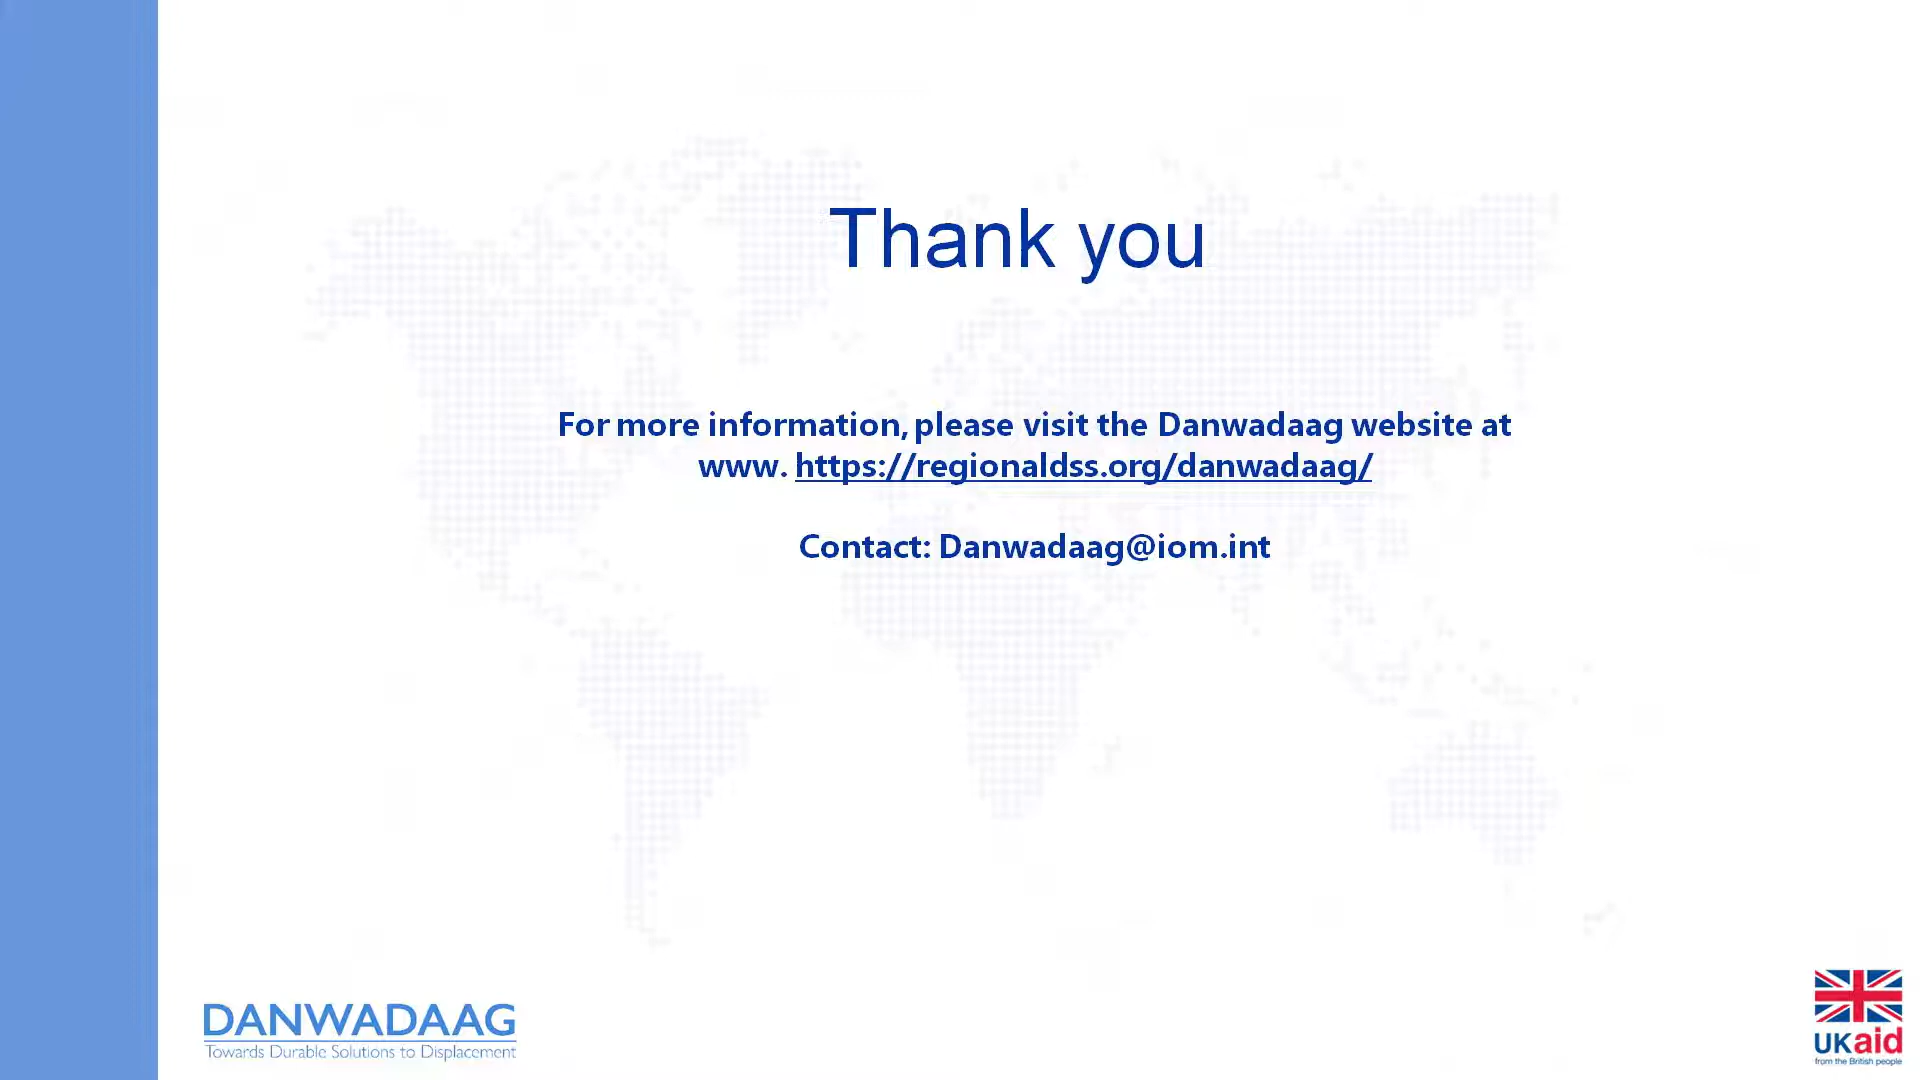 Thank you
For more information, please visit the Danwadaag website at
www. https://regionaldss.org/danwadaag/
Contact: Danwadaag@iom.int
DANWADAAG
Towards Durable Solutions to Displacement
UKaid
from the British people